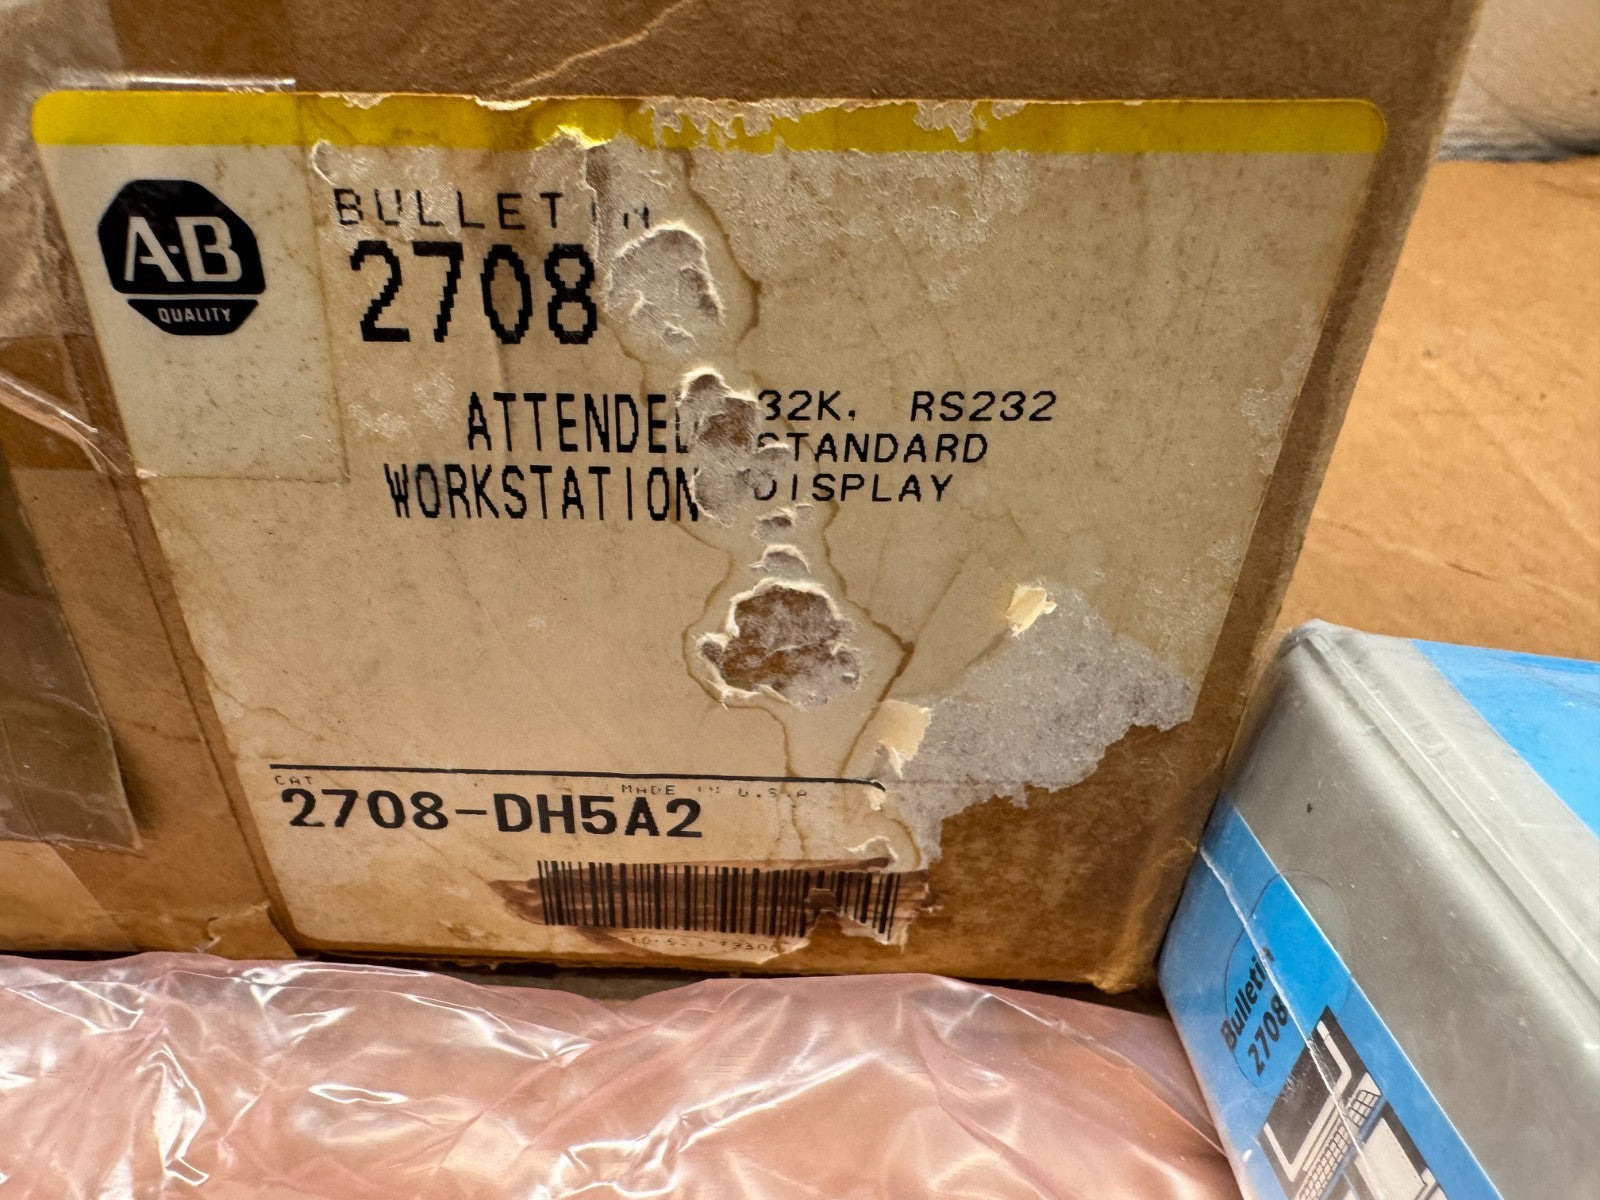 A-B
QUALITY
BULLETIN
2708
ATTENDED
WORKSTATION
32K, RS232
STANDARD
DISPLAY
CAT
MADE IN U.S.A
2708-DH5A2
Bulletin
2708